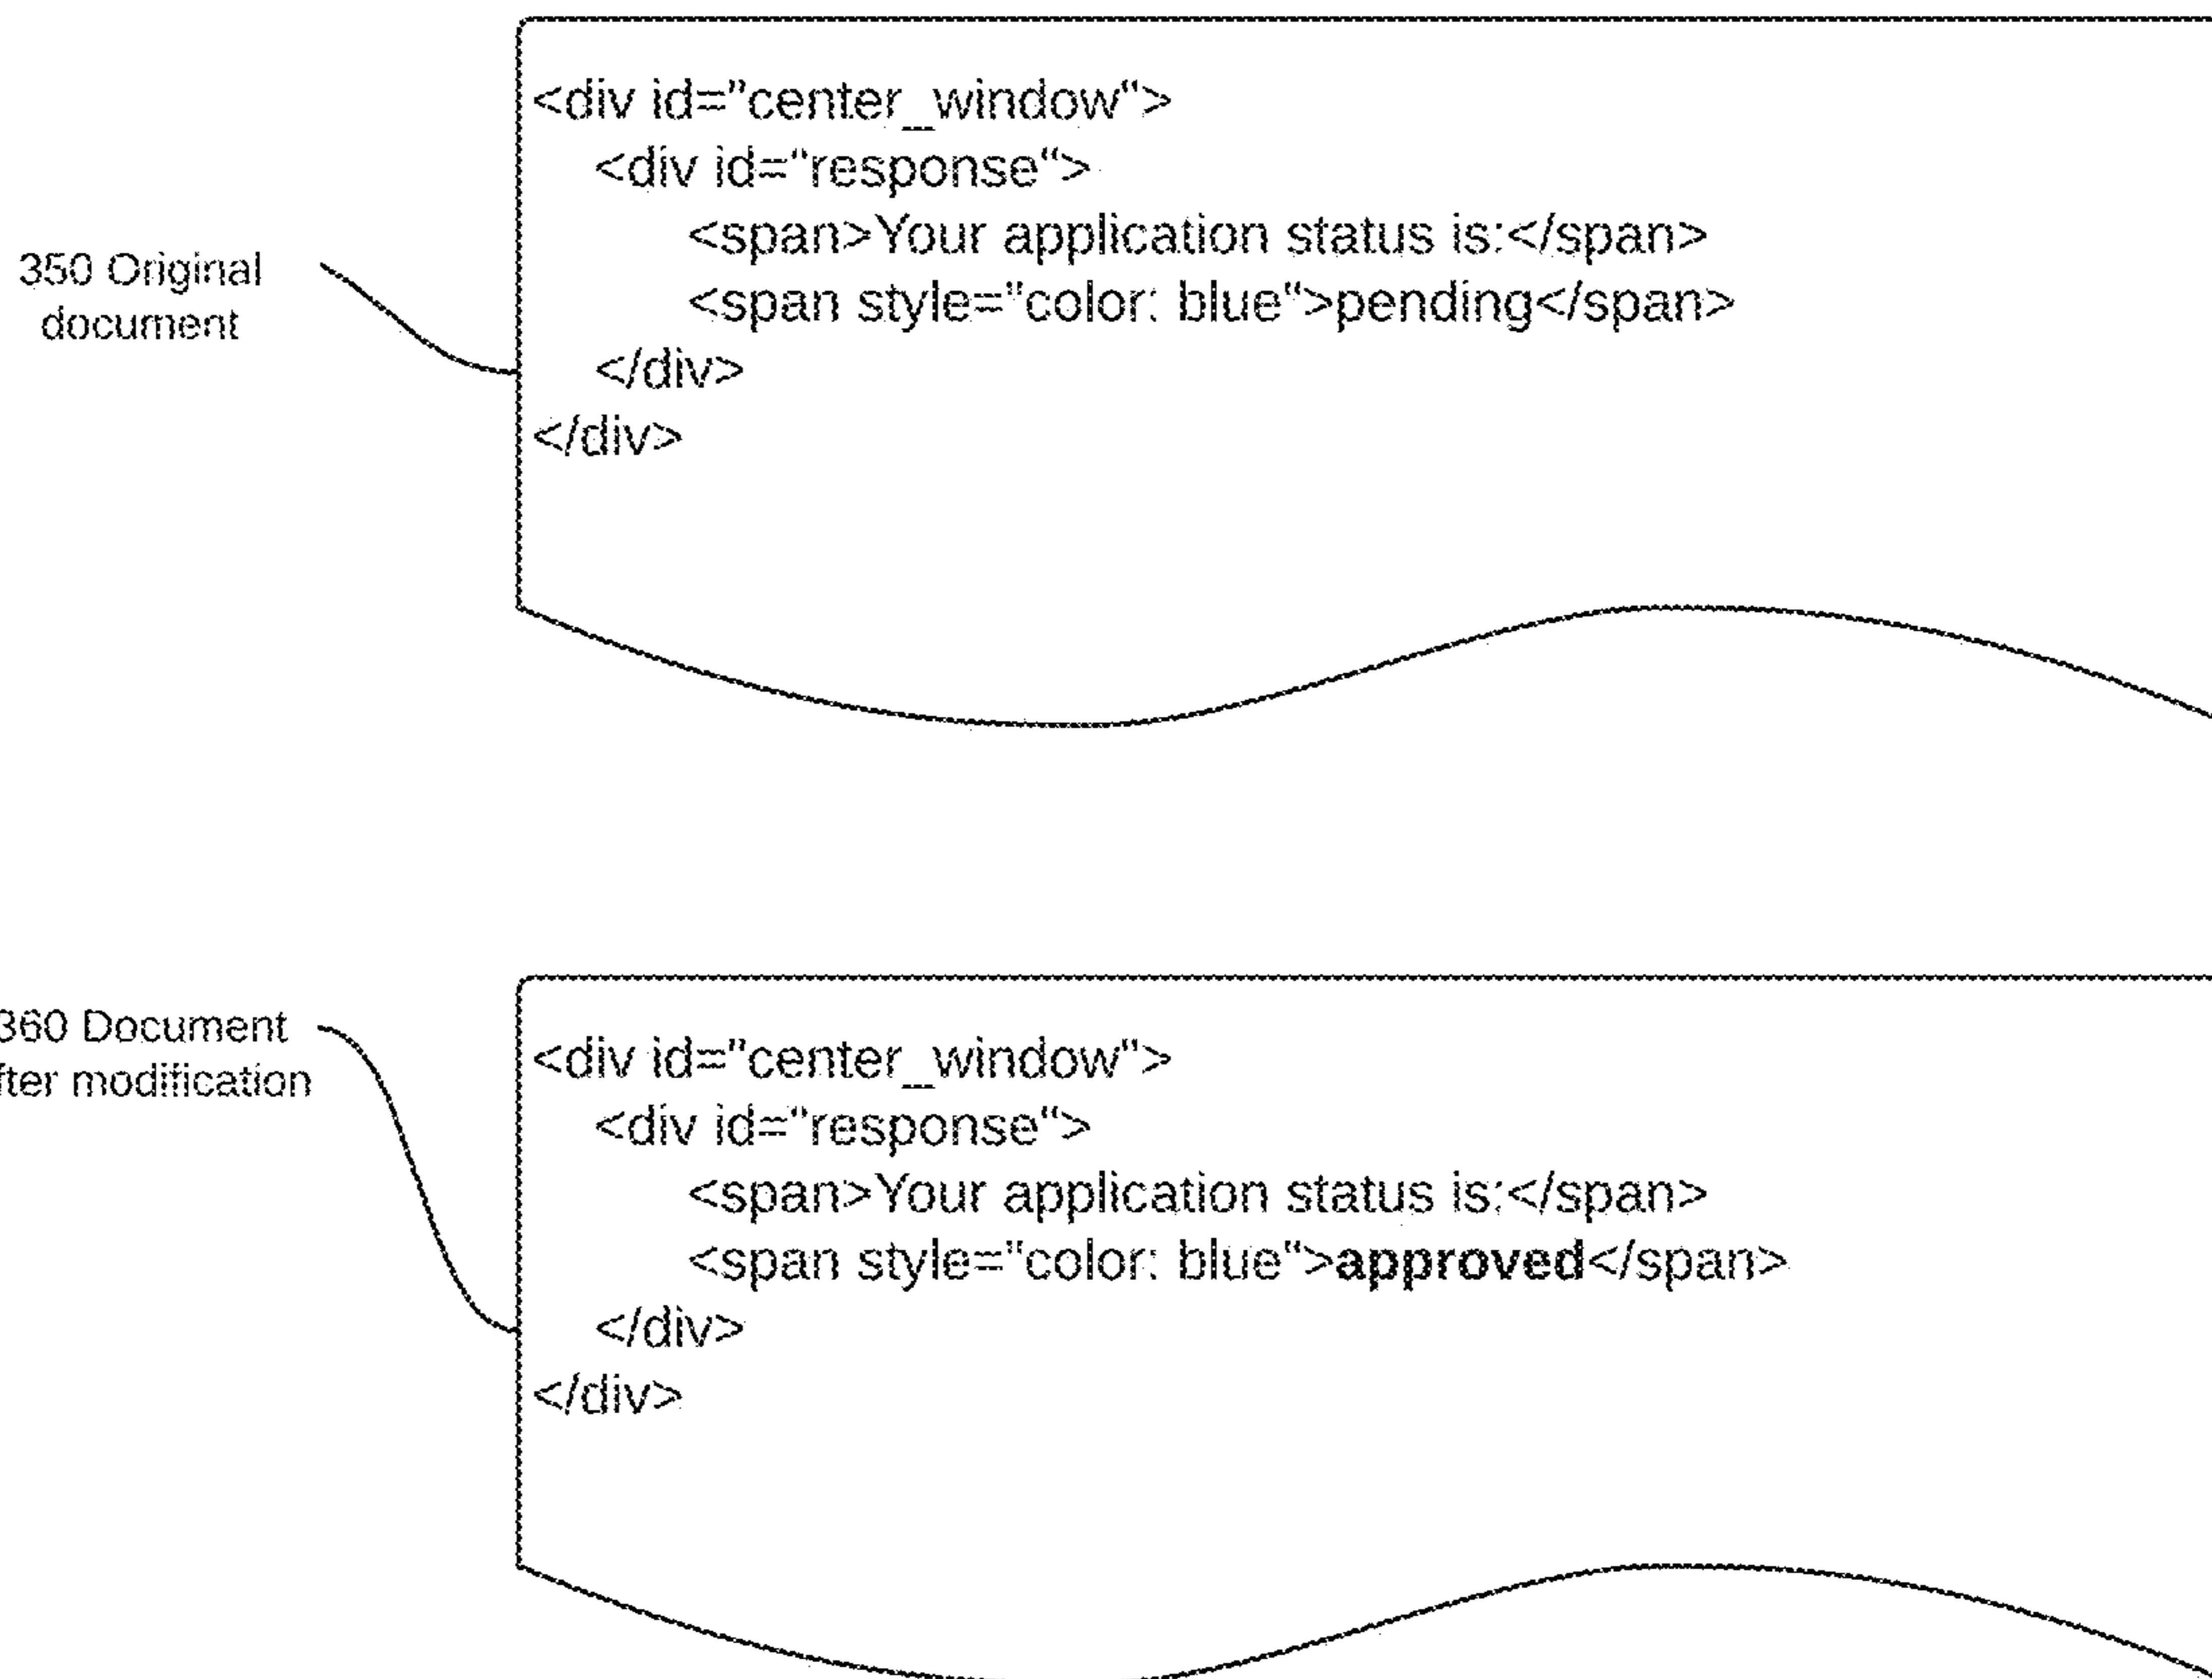 <div id="center_window“>
<div id=“response“>
<span>Your application status is:</span>
<span style="color: blue“>pending</span>
</div>
</div>
350 Original
document
360 Document
fter modification
<div id="center_window“>
<div id=“response“>
<span>Your application status is:</span>
<span style="color: blue“>approved</span>
</div>
</div>